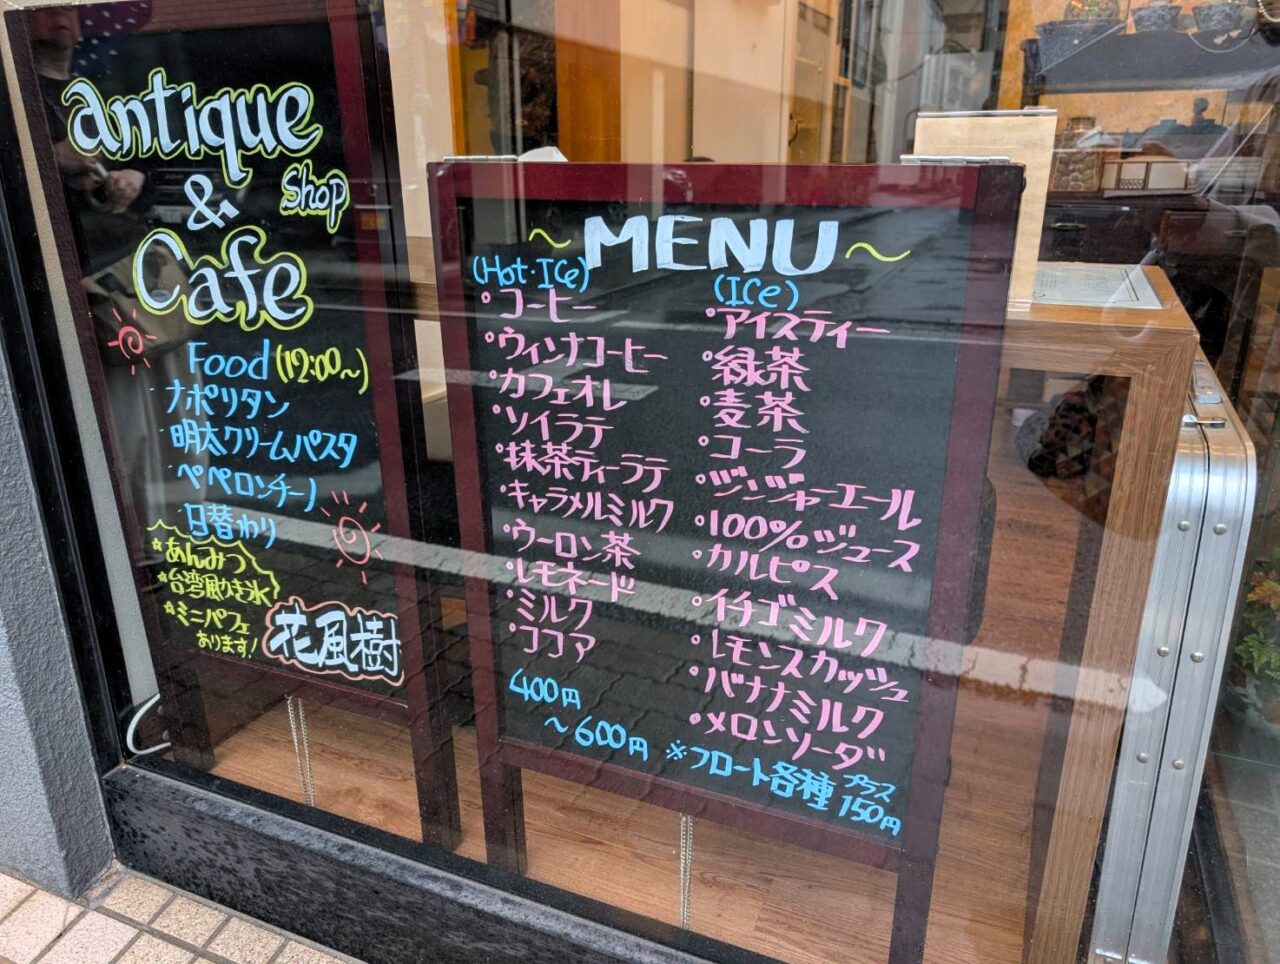 antique
& shop
Cafe
Food (12:00〜)
・ナポリタン
・明太クリームパスタ
・ペペロンチーノ
・日替わり
☆あんみつ
☆台湾風かき氷
☆ミニパフェ
あります!
花風樹
〜MENU〜
(Hot・Ice)
・コーヒー
・ウィンナコーヒー
・カフェオレ
・ソイラテ
・抹茶ティーラテ
・キャラメルミルク
・ウーロン茶
・レモネード
・ミルク
・ココア
400円
〜600円
(Ice)
・アイスティー
・緑茶
・麦茶
・コーラ
・ジンジャーエール
・100%ジュース
・カルピス
・イチゴミルク
・レモンスカッシュ
・バナナミルク
・メロンソーダ
※フロート各種プラス150円